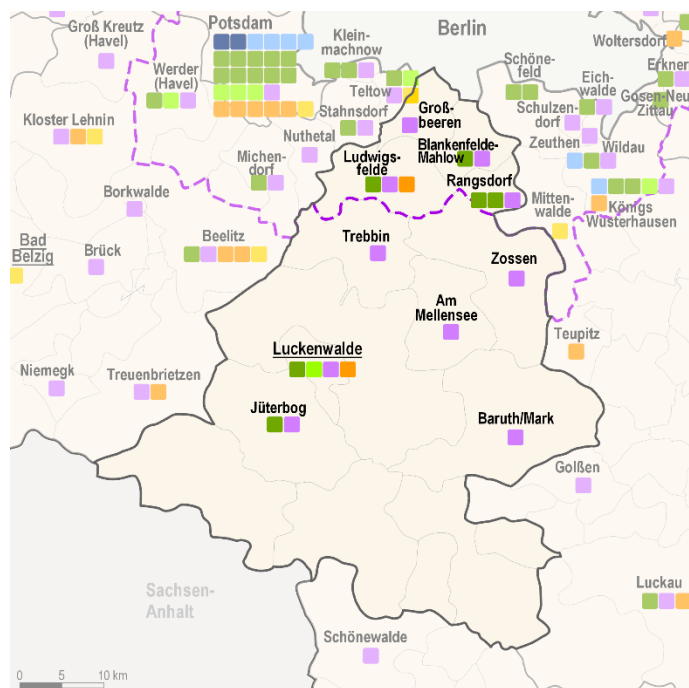 Groß Kreutz
(Havel)
Potsdam
Berlin
Klein-
machnow
Woltersdorf
Werder
(Havel)
Teltow
Schöne-
feld
Eich-
walde
Erkner
Gosen-Neu
Zittau
Kloster Lehnin
Stahnsdorf
Groß-
beeren
Schulzen-
dorf
Nuthetal
Zeuthen
Wildau
Michen-
dorf
Ludwigs-
felde
Blankenfelde-
Mahlow
Rangsdorf
Mitten-
walde
Königs
Wusterhausen
Borkwalde
Trebbin
Zossen
Bad
Belzig
Brück
Beelitz
Am
Mellensee
Teupitz
Luckenwalde
Niemegk
Treuenbrietzen
Jüterbog
Baruth/Mark
Golßen
Sachsen-
Anhalt
Luckau
Schönewalde
0 5 10 km